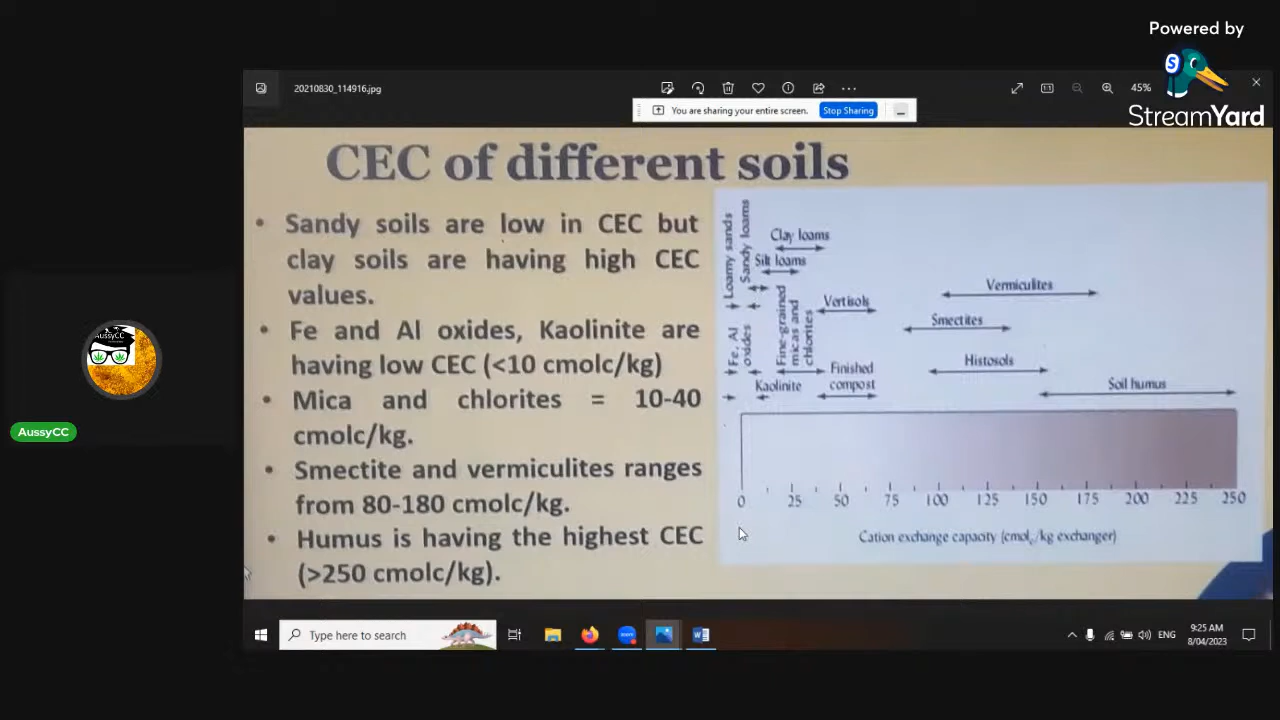 Powered by
StreamYard
20210830_114916.jpg
45%
You are sharing your entire screen.
Stop Sharing
CEC of different soils
• Sandy soils are low in CEC but
clay soils are having high CEC
values.
• Fe and Al oxides, Kaolinite are
having low CEC (<10 cmolc/kg)
• Mica and chlorites = 10-40
cmolc/kg.
• Smectite and vermiculites ranges
from 80-180 cmolc/kg.
• Humus is having the highest CEC
(>250 cmolc/kg).
Loamy sands
Sandy loams
Clay loams
Silt loams
Vermiculites
Vertisols
Smectites
Fe, Al
oxides
Fine-grained
micas and
chlorites
Histosols
Finished
compost
Kaolinite
Soil humus
0 25 50 75 100 125 150 175 200 225 250
Cation exchange capacity (cmolc/kg exchanger)
AussyCC
AussyCC
Type here to search
zoom
W
ENG
9:25 AM
8/04/2023